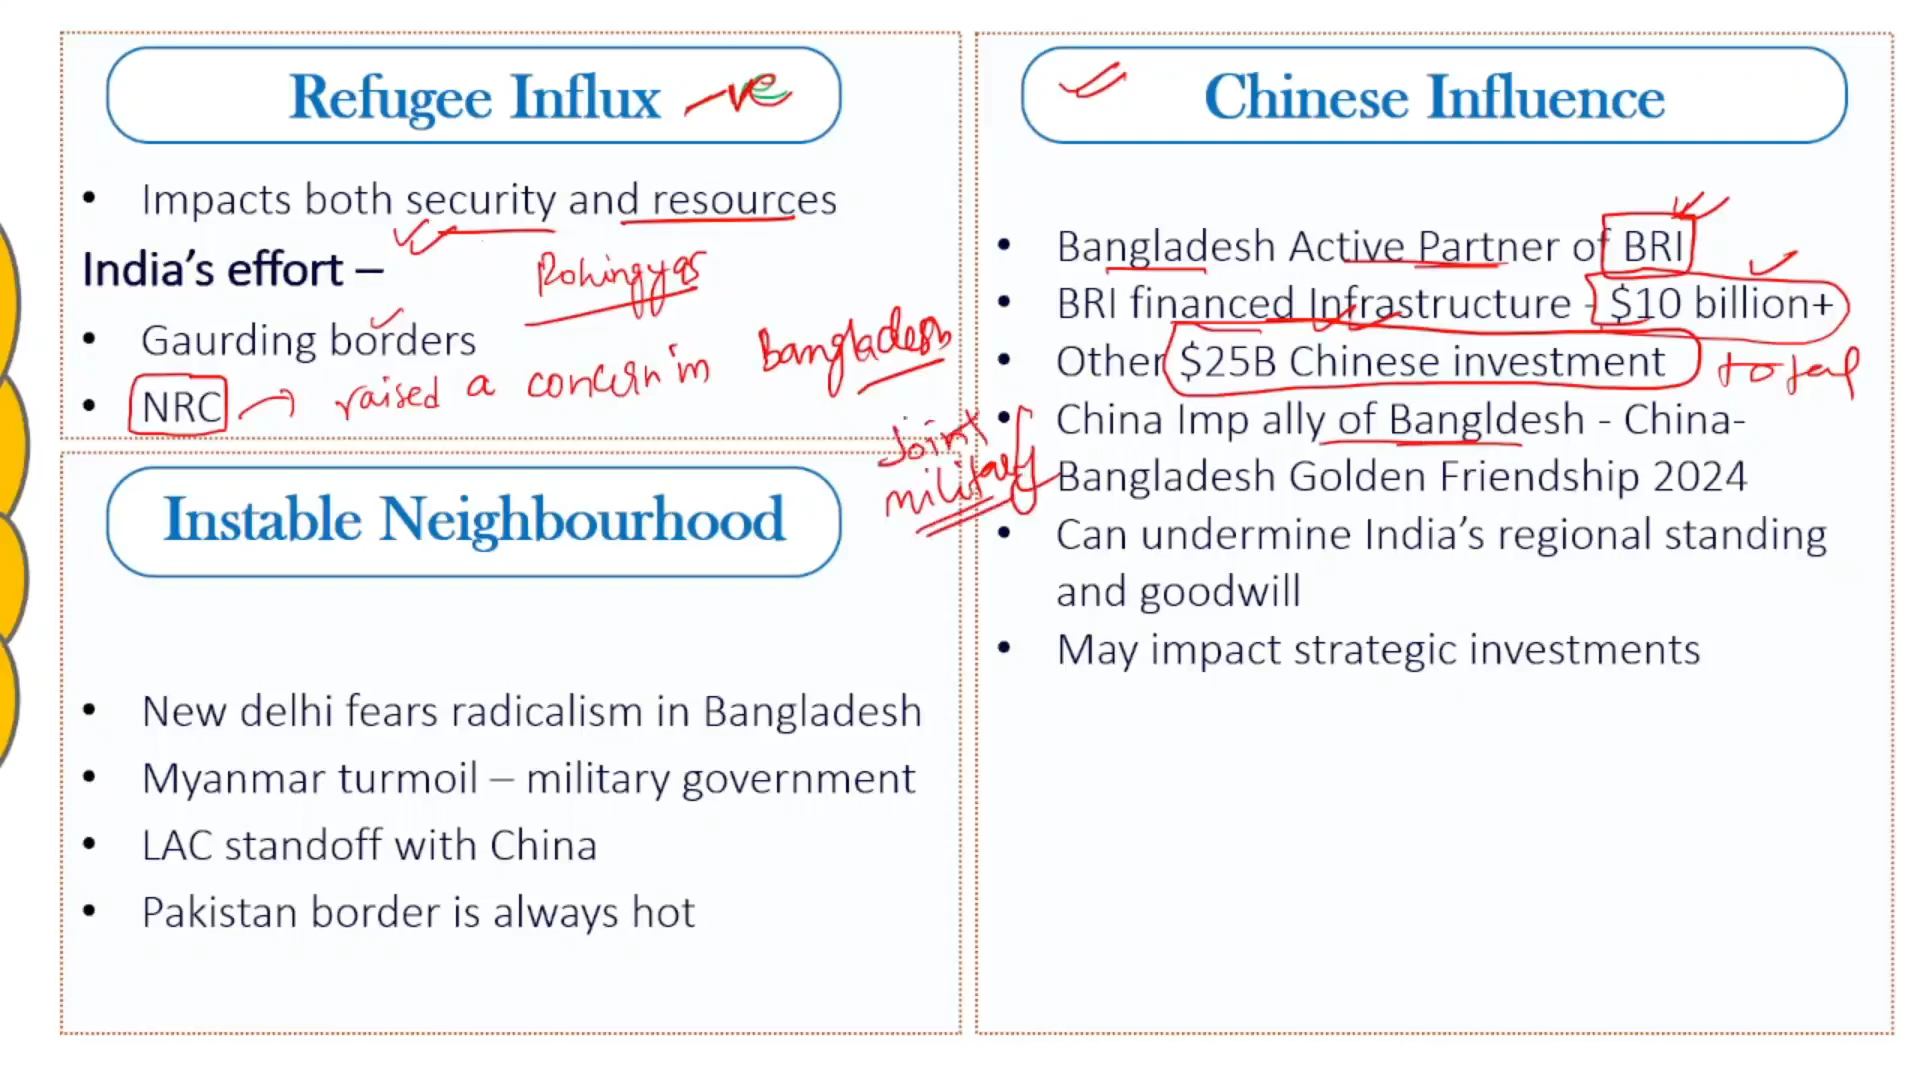 Refugee Influx -ve
• Impacts both security and resources
India's effort –
Rohingyas
• Gaurding borders
• NRC → raised a concern in Bangladesh
Instable Neighbourhood
• New delhi fears radicalism in Bangladesh
• Myanmar turmoil – military government
• LAC standoff with China
• Pakistan border is always hot
Chinese Influence
• Bangladesh Active Partner of BRI
• BRI financed Infrastructure - $10 billion+
• Other $25B Chinese investment total
• China Imp ally of Bangldesh - China-
Bangladesh Golden Friendship 2024
Joint
military
• Can undermine India's regional standing
and goodwill
• May impact strategic investments